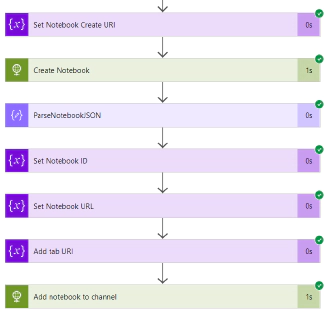 {x} Set Notebook Create URI 0s
Create Notebook 1s
ParseNotebookJSON 0s
{x} Set Notebook ID 0s
{x} Set Notebook URL 0s
{x} Add tab URI 0s
Add notebook to channel 1s